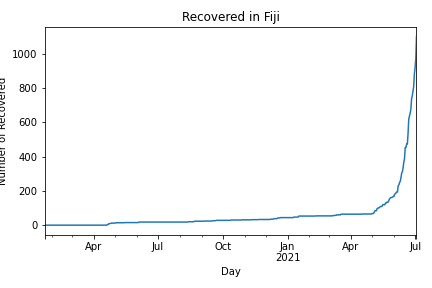 Recovered in Fiji
Number of Recovered
1000
800
600
400
200
0
Apr
Jul
Oct
Jan
2021
Apr
Jul
Day